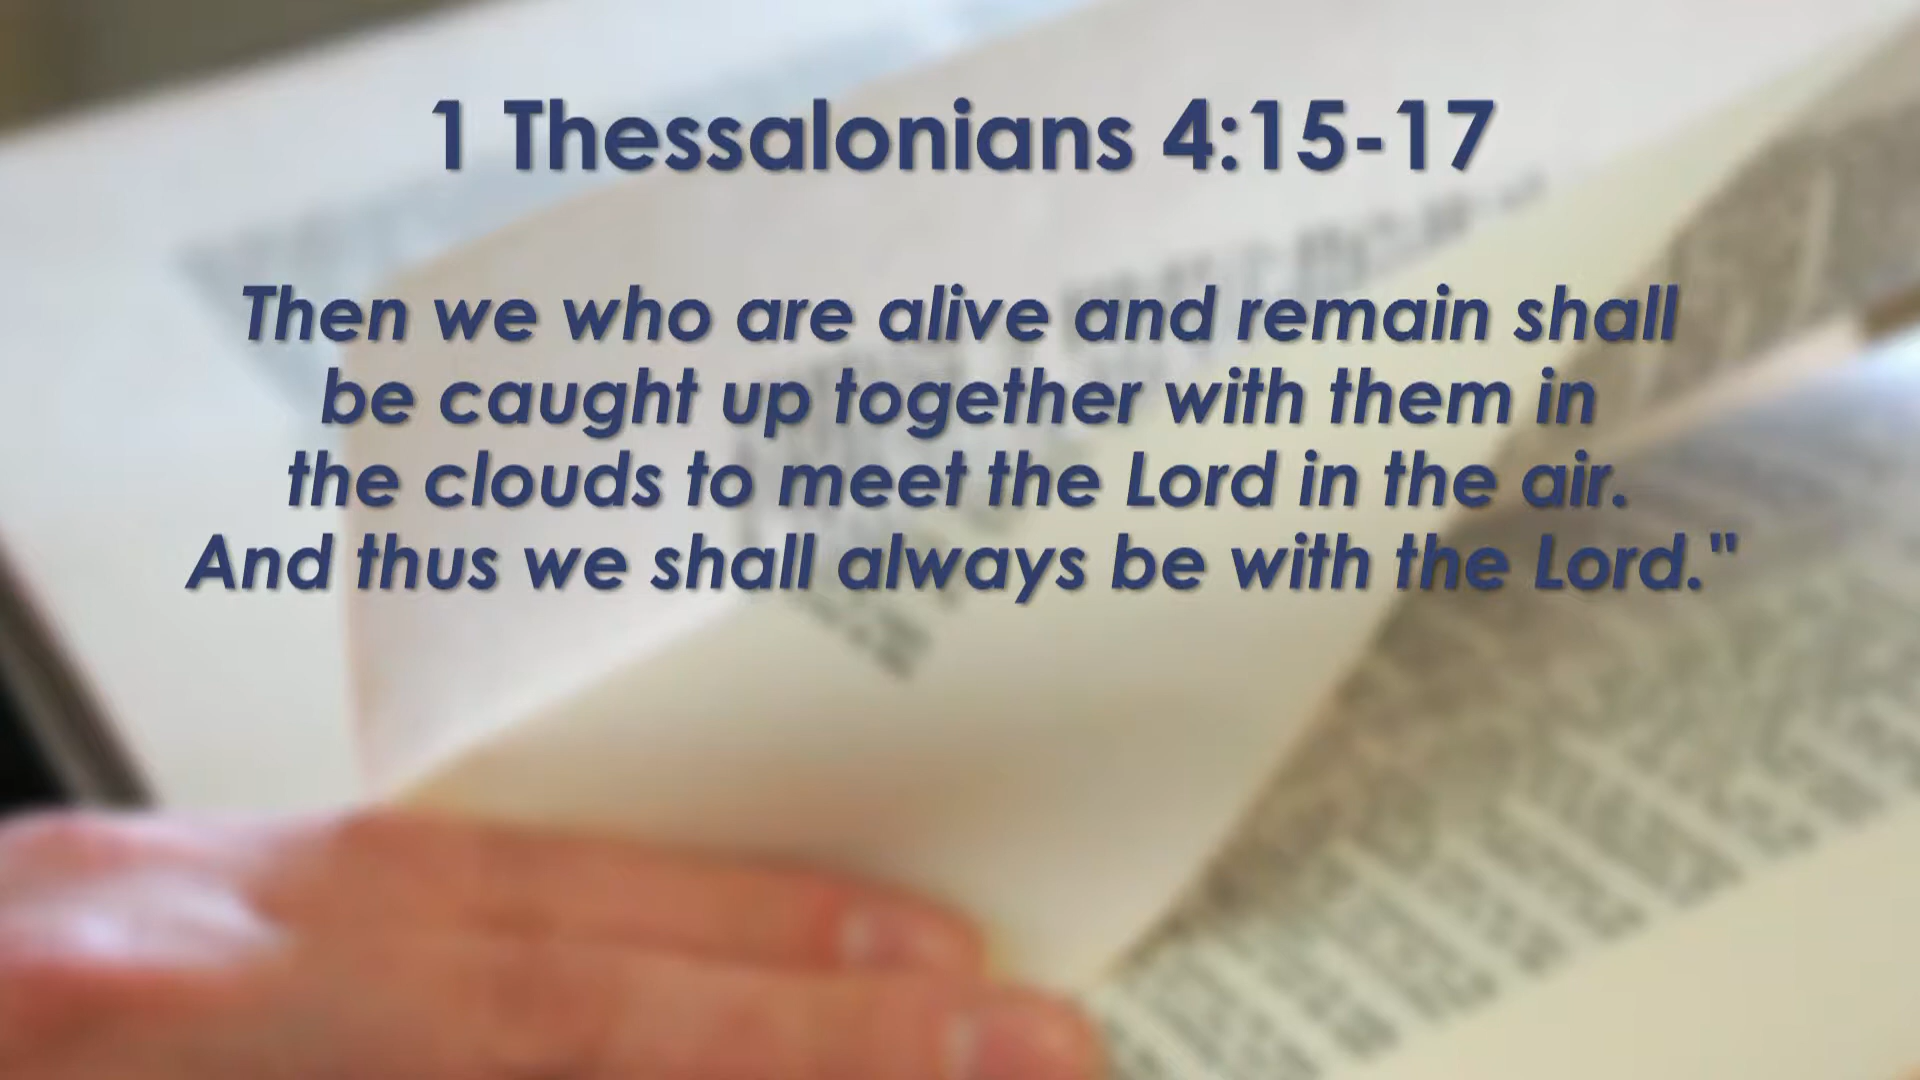 1 Thessalonians 4:15-17
Then we who are alive and remain shall
be caught up together with them in
the clouds to meet the Lord in the air.
And thus we shall always be with the Lord."